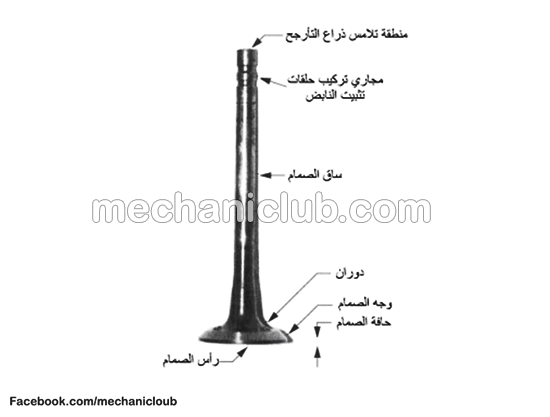 منطقة تلامس ذراع التأرجح
مجاري تركيب حلقات
تثبيت النابض
ساق الصمام
mechaniclub.com
دوران
وجه الصمام
حافة الصمام
رأس الصمام
Facebook.com/mechanicloub